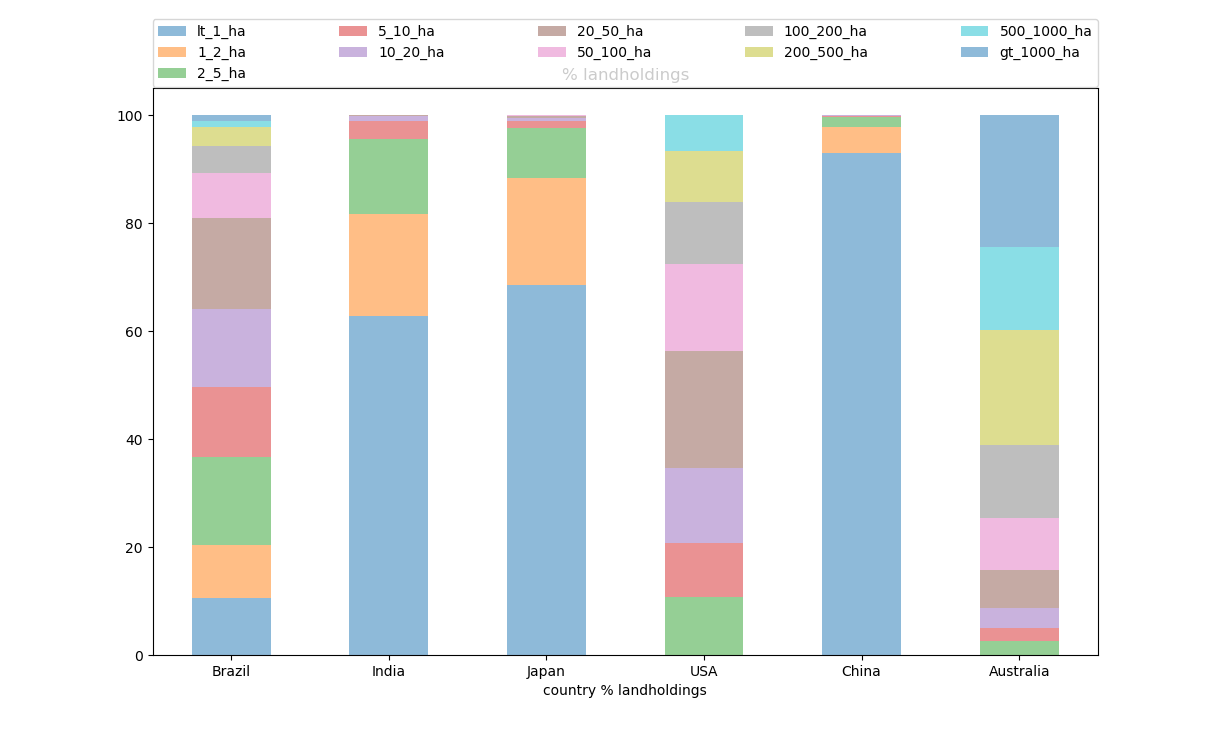 lt_1_ha 5_10_ha 20_50_ha 100_200_ha 500_1000_ha
1_2_ha 10_20_ha 50_100_ha 200_500_ha gt_1000_ha
2_5_ha
% landholdings
100
80
60
40
20
0
Brazil India Japan USA China Australia
country % landholdings